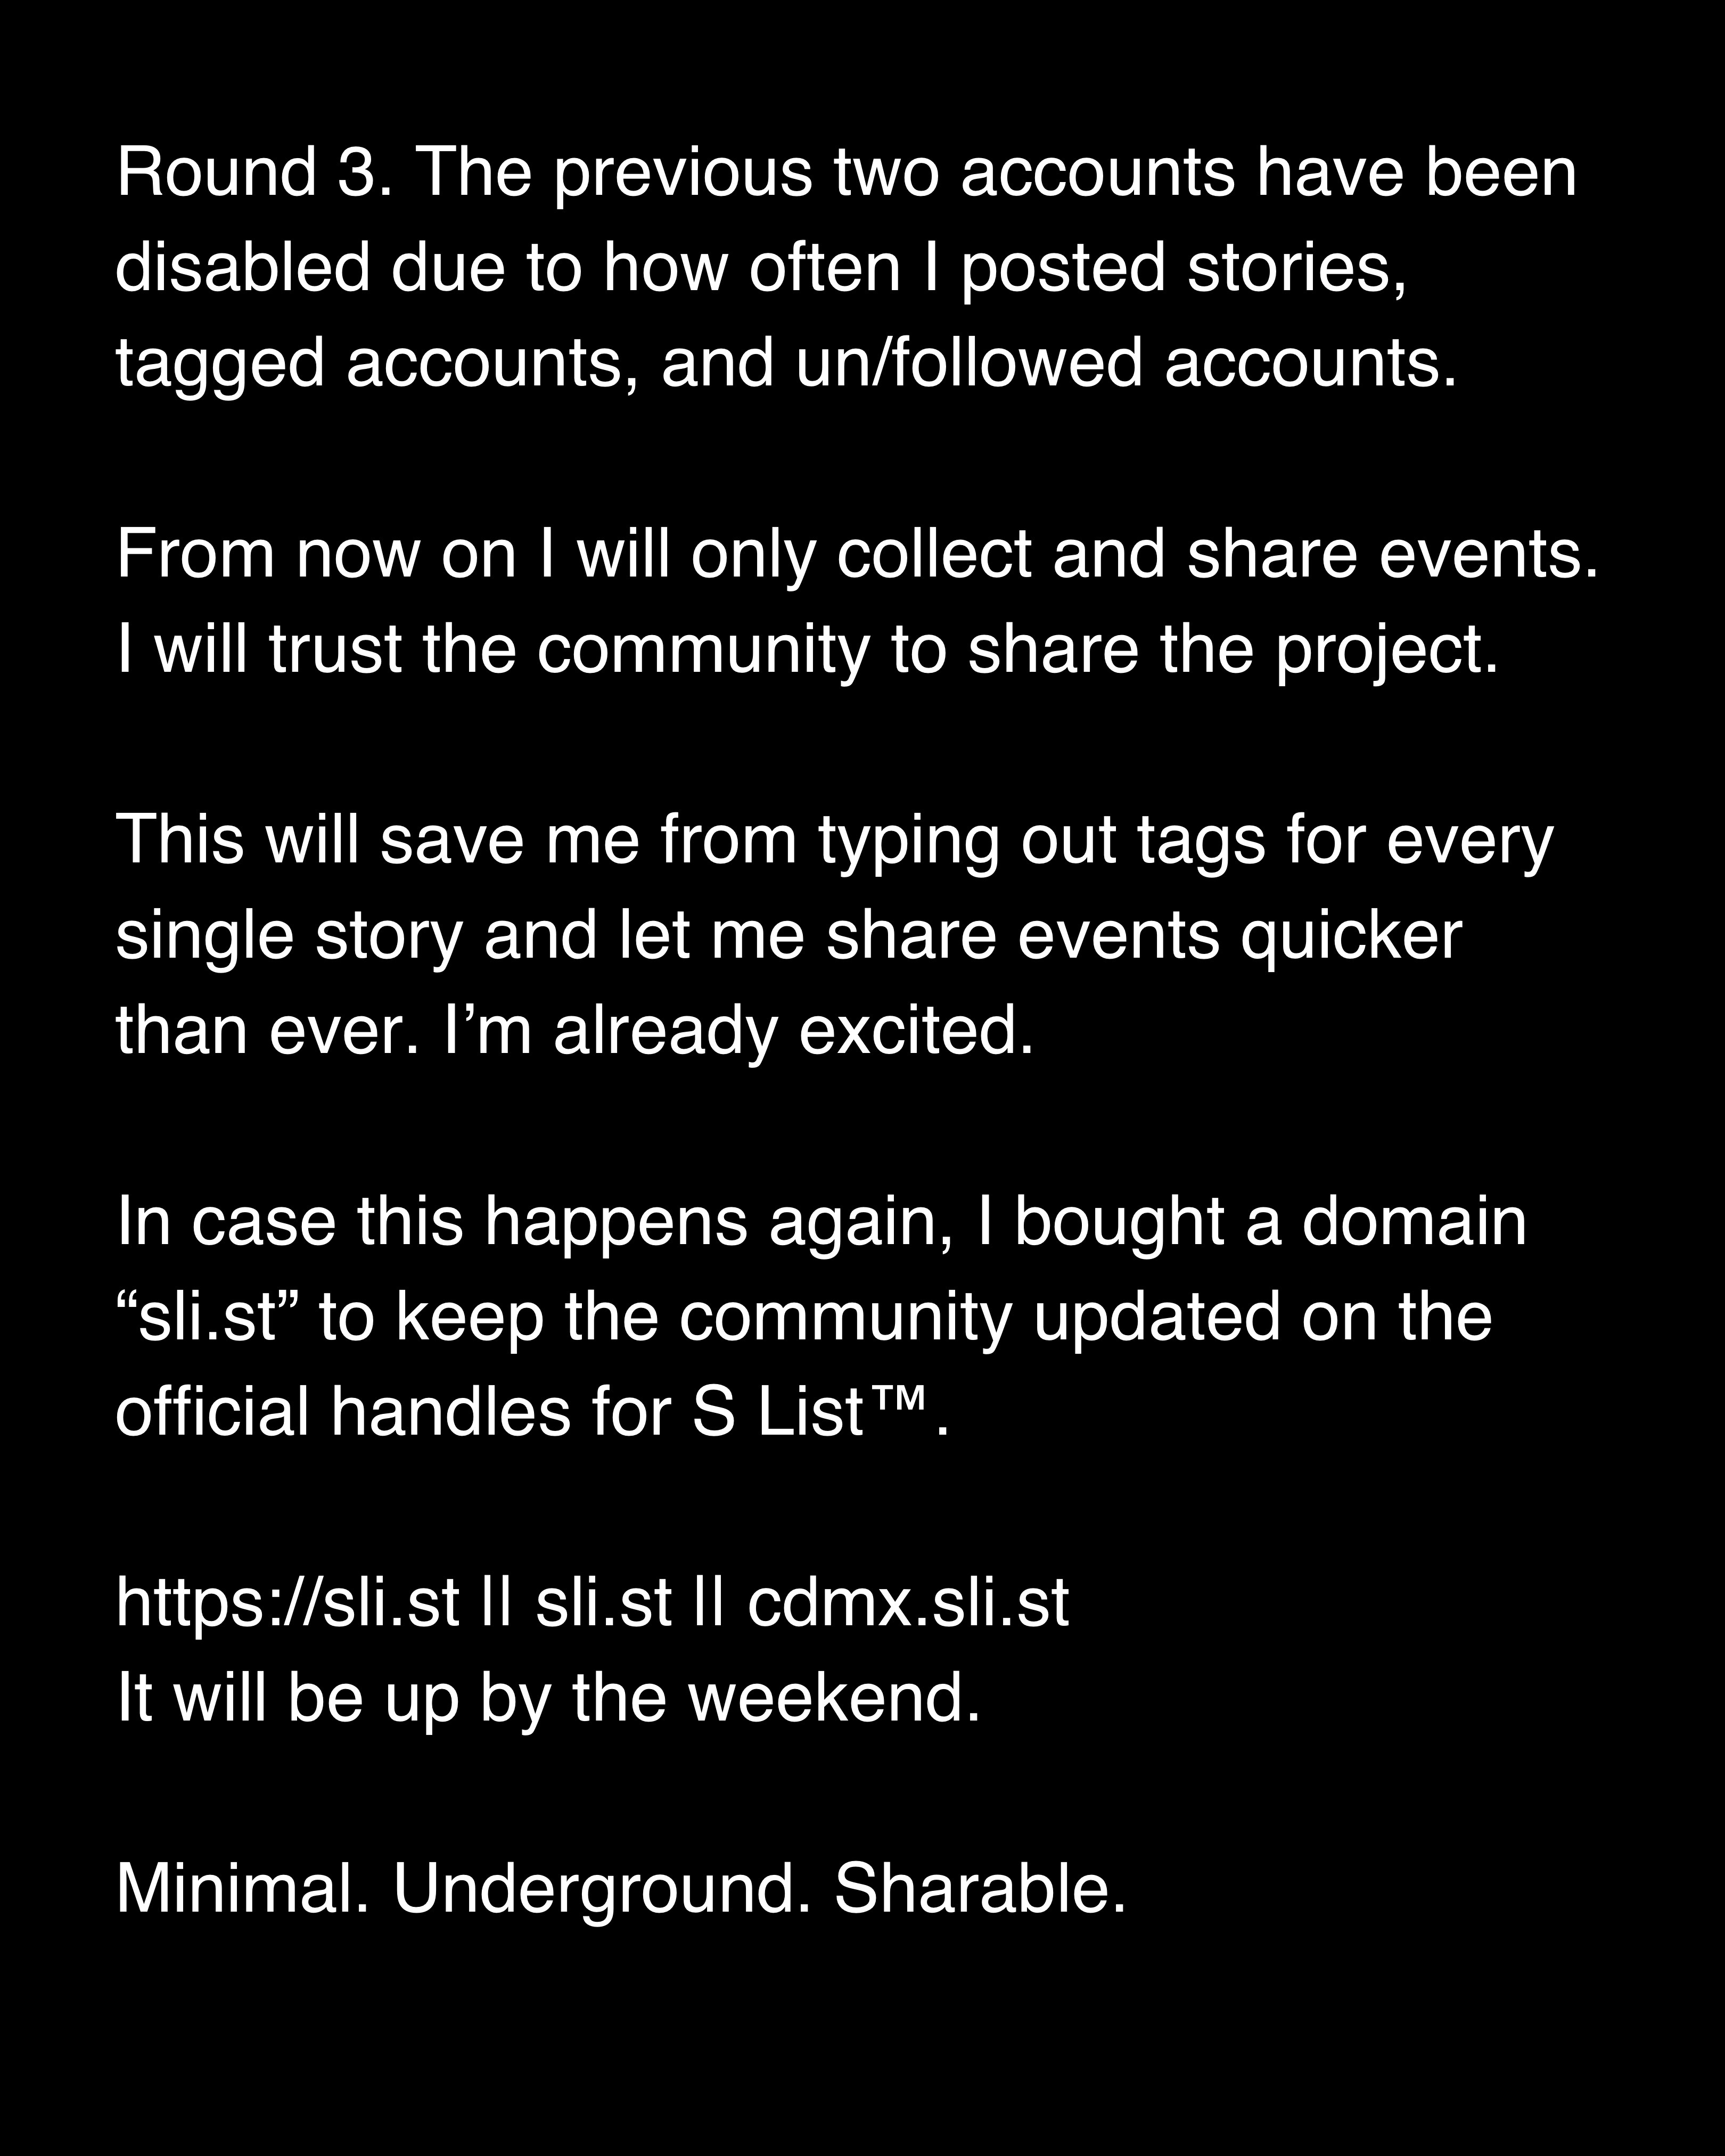 Round 3. The previous two accounts have been
disabled due to how often I posted stories,
tagged accounts, and un/followed accounts.
From now on I will only collect and share events.
I will trust the community to share the project.
This will save me from typing out tags for every
single story and let me share events quicker
than ever. I’m already excited.
In case this happens again, I bought a domain
“sli.st” to keep the community updated on the
official handles for S List™.
https://sli.st || sli.st || cdmx.sli.st
It will be up by the weekend.
Minimal. Underground. Sharable.